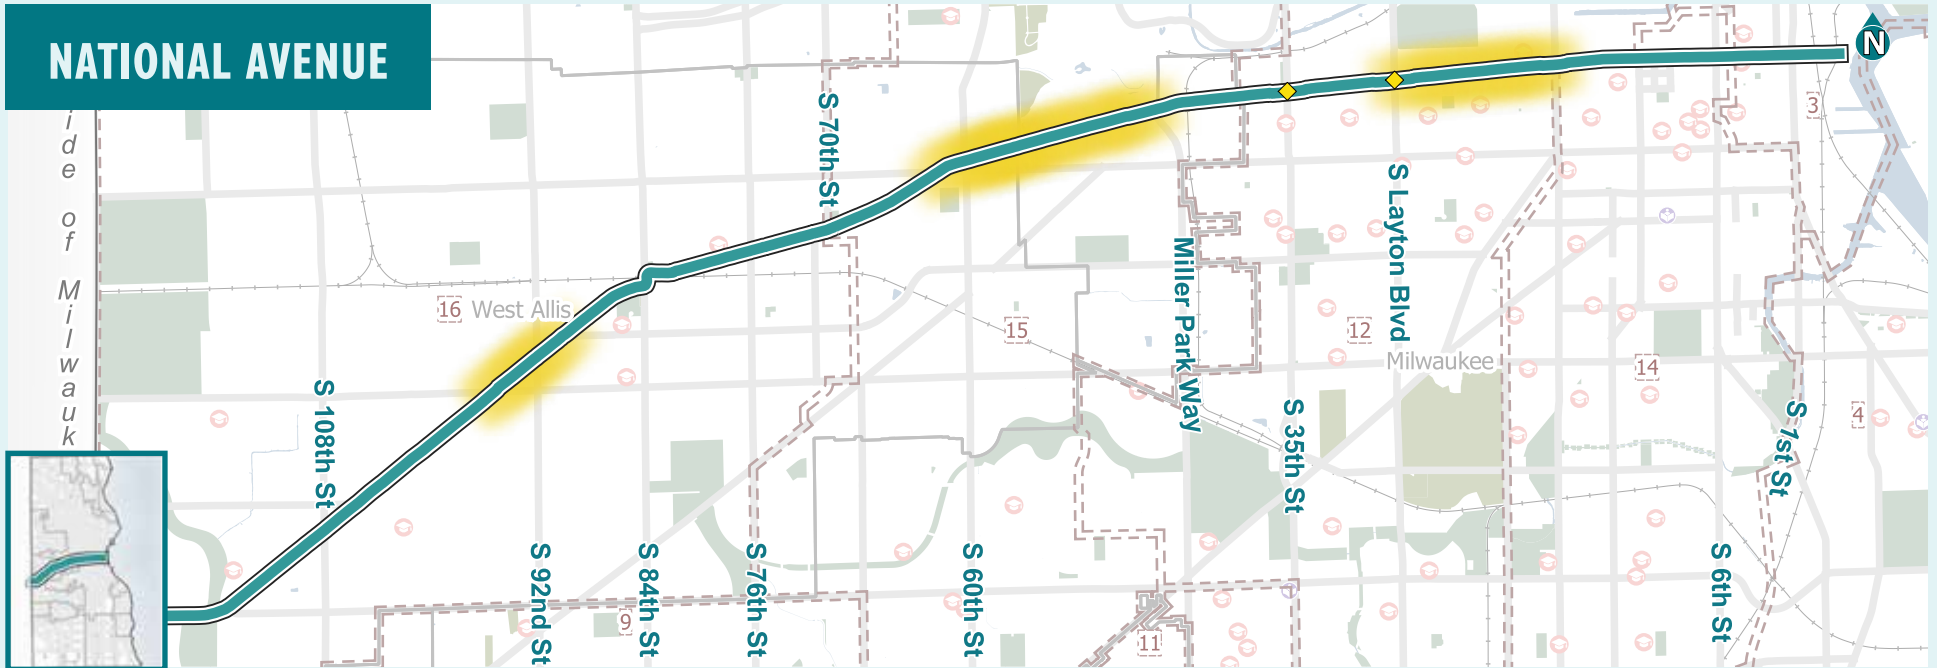 NATIONAL AVENUE
N
ide of Milwauk
S 70th St
3
S Layton Blvd
Miller Park Way
16
West Allis
15
12
Milwaukee
14
S 108th St
S 35th St
S 1st St
4
S 92nd St
S 84th St
S 76th St
S 60th St
S 6th St
9
11